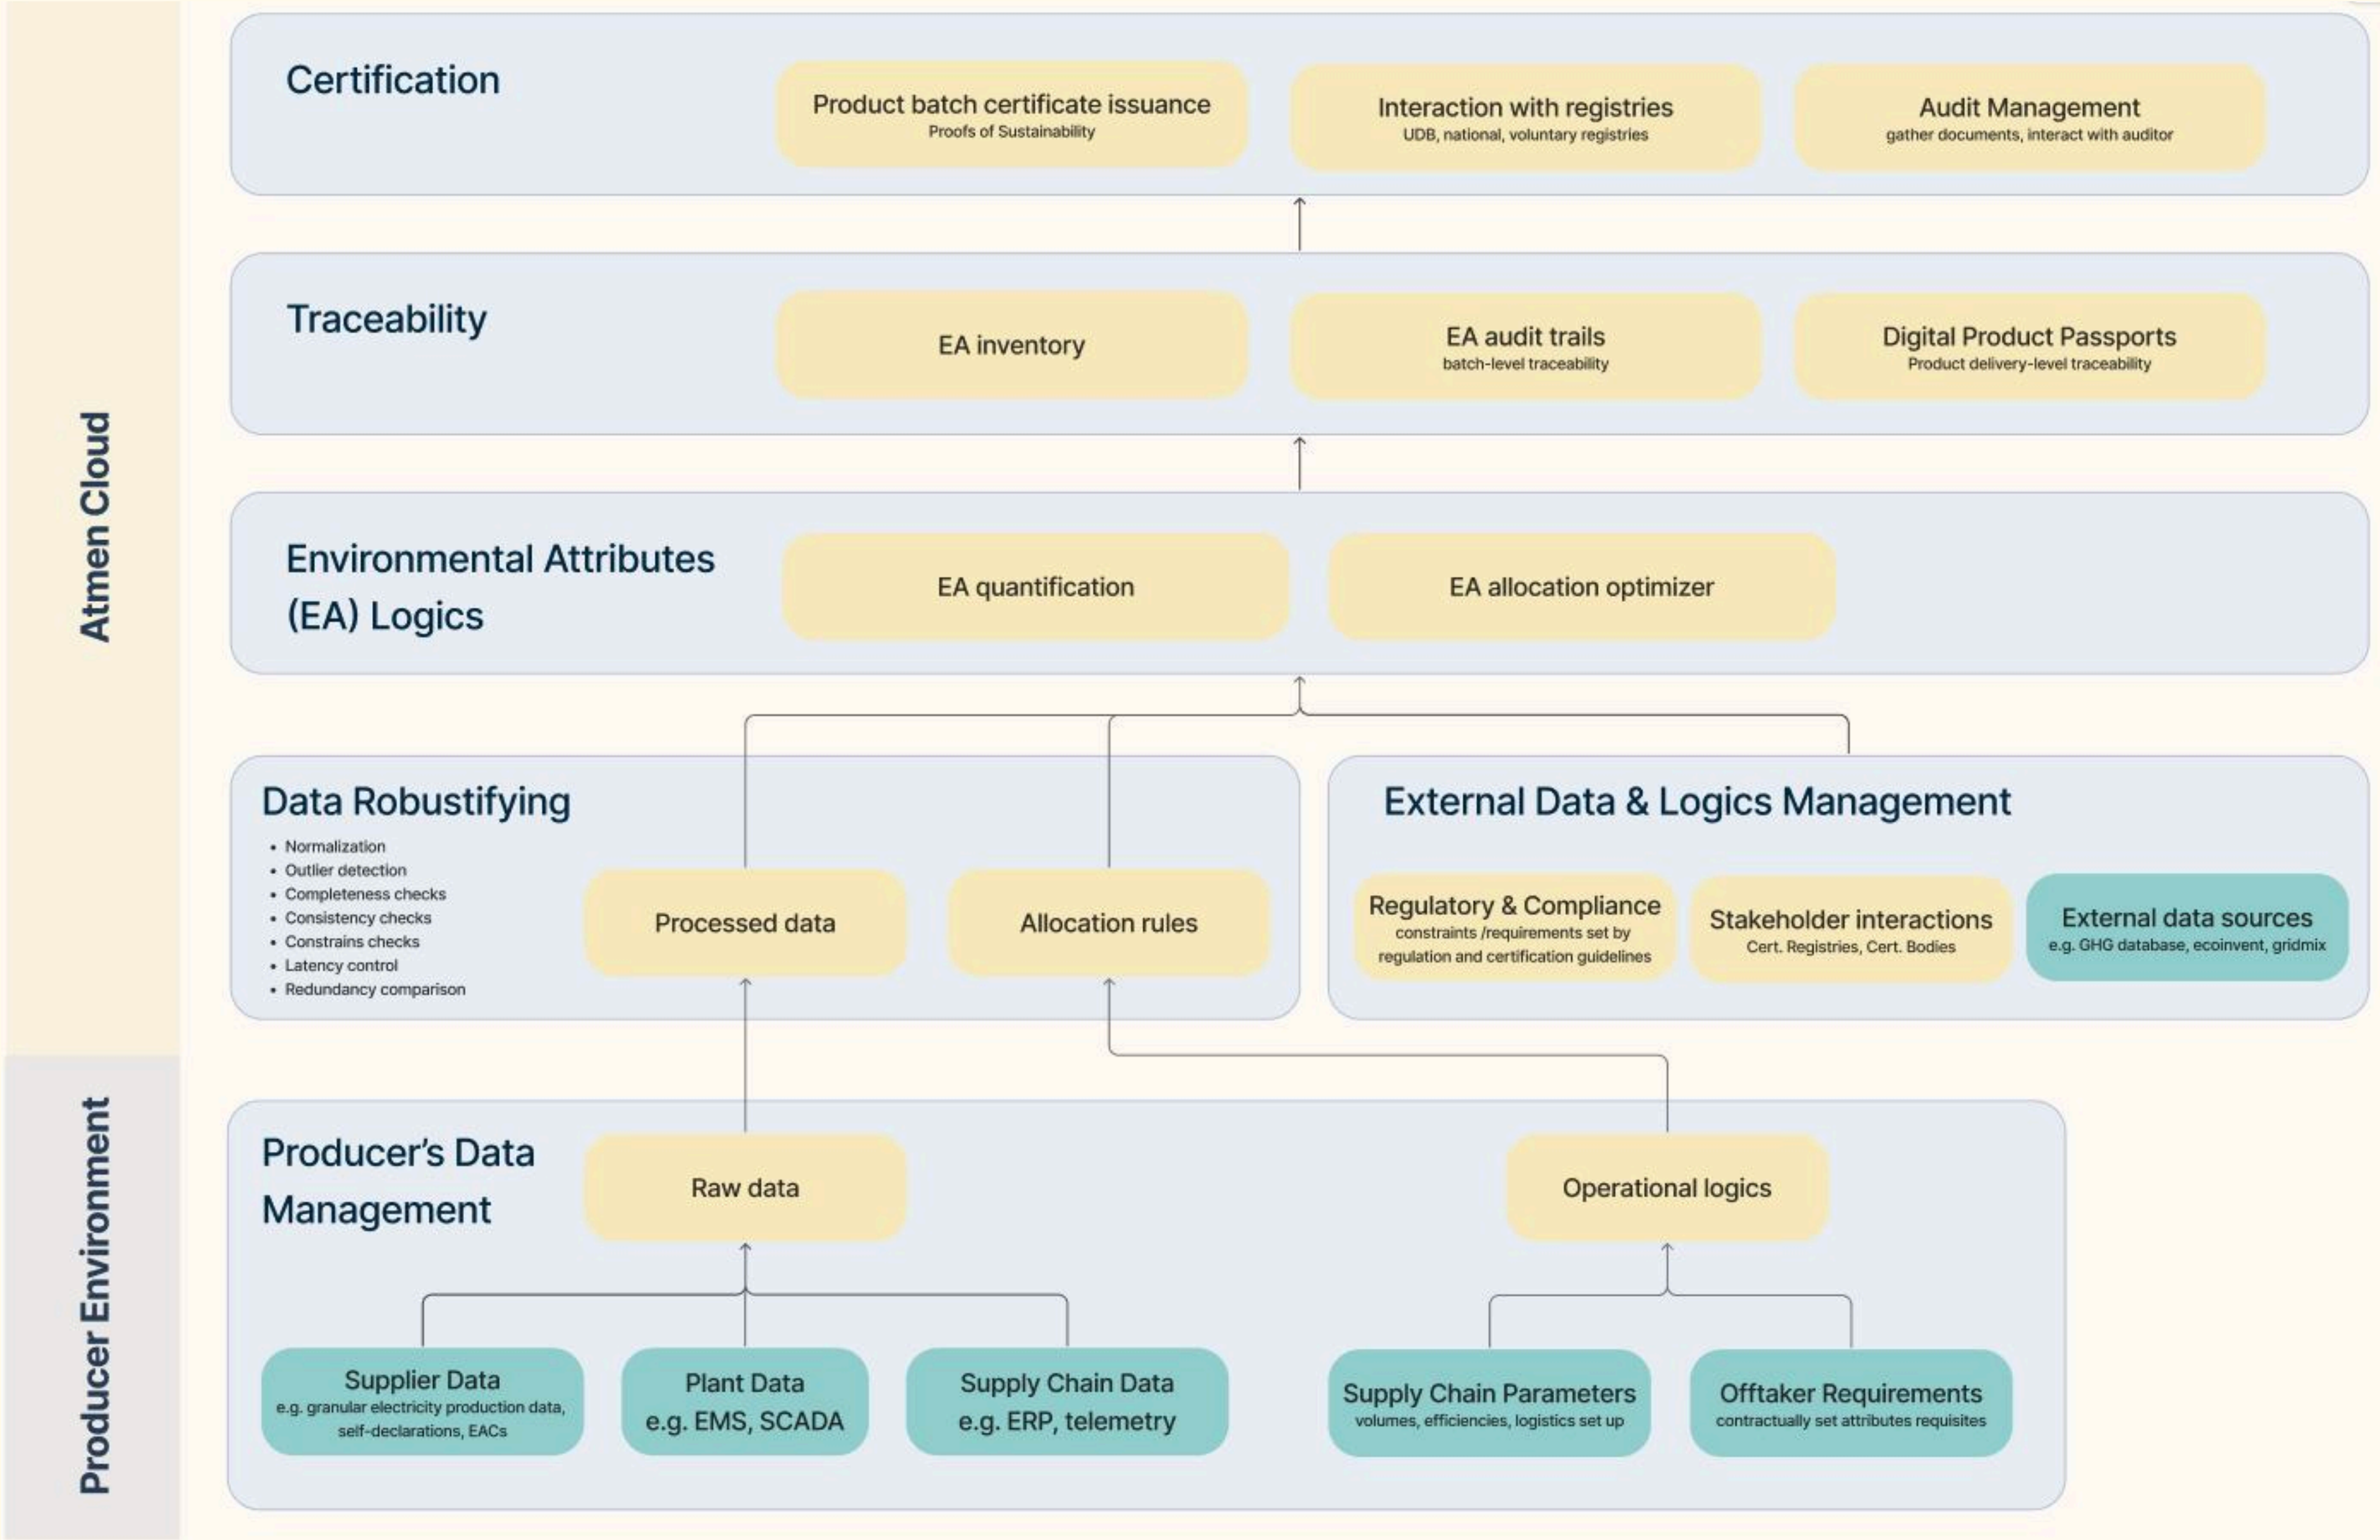 Atmen Cloud
Certification
Product batch certificate issuance
Proofs of Sustainability
Interaction with registries
UDB, national, voluntary registries
Audit Management
gather documents, interact with auditor
Traceability
EA inventory
EA audit trails
batch-level traceability
Digital Product Passports
Product delivery-level traceability
Environmental Attributes
(EA) Logics
EA quantification
EA allocation optimizer
Data Robustifying
• Normalization
• Outlier detection
• Completeness checks
• Consistency checks
• Constrains checks
• Latency control
• Redundancy comparison
Processed data
Allocation rules
External Data & Logics Management
Regulatory & Compliance
constraints /requirements set by
regulation and certification guidelines
Stakeholder interactions
Cert. Registries, Cert. Bodies
External data sources
e.g. GHG database, ecoinvent, gridmix
Producer Environment
Producer’s Data
Management
Raw data
Operational logics
Supplier Data
e.g. granular electricity production data,
self-declarations, EACs
Plant Data
e.g. EMS, SCADA
Supply Chain Data
e.g. ERP, telemetry
Supply Chain Parameters
volumes, efficiencies, logistics set up
Offtaker Requirements
contractually set attributes requisites